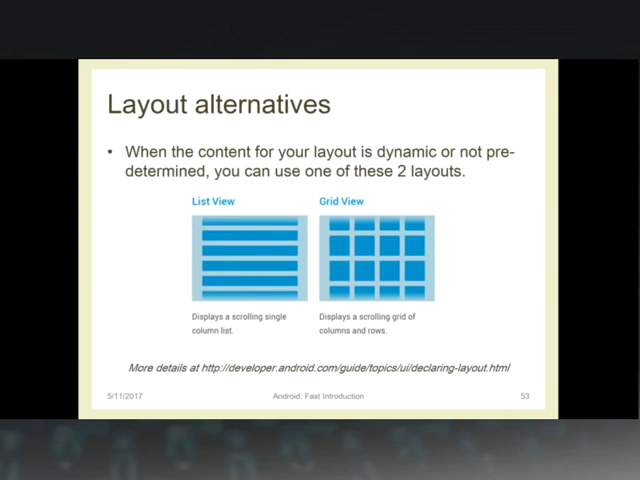 Layout alternatives
• When the content for your layout is dynamic or not pre-
determined, you can use one of these 2 layouts.
List View
Grid View
Displays a scrolling single
column list.
Displays a scrolling grid of
columns and rows.
More details at http://developer.android.com/guide/topics/ui/declaring-layout.html
5/11/2017
Android: Fast Introduction
53